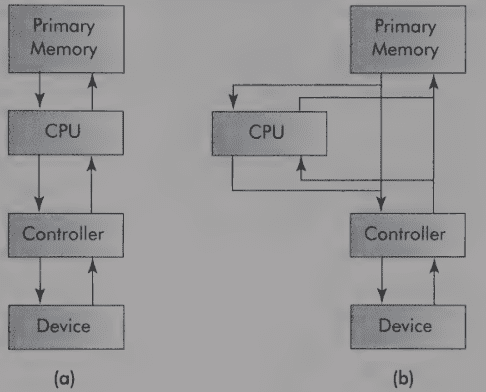 Primary
Memory
CPU
Controller
Device
(a)
Primary
Memory
CPU
Controller
Device
(b)